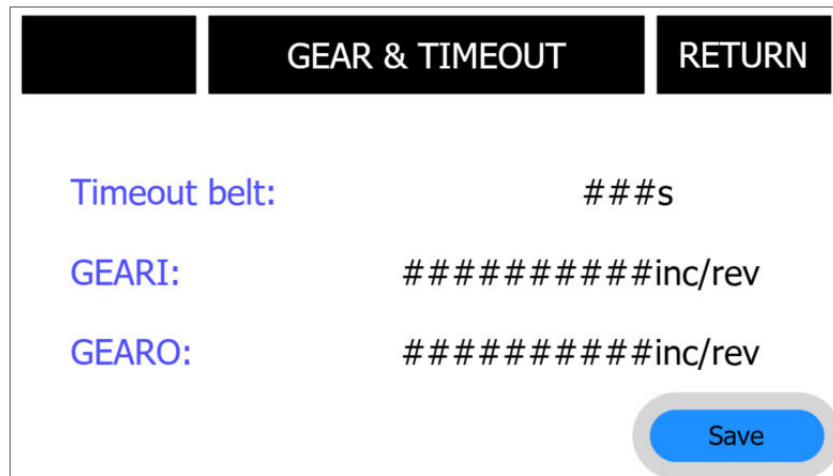 GEAR & TIMEOUT
RETURN
Timeout belt: ###s
GEARI: ##########inc/rev
GEARO: ##########inc/rev
Save